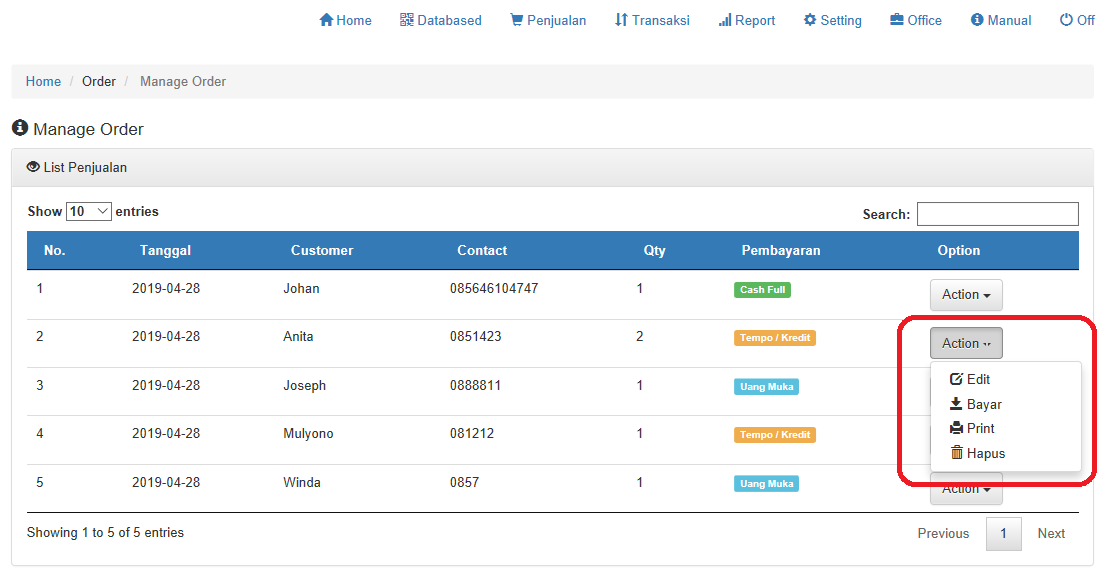 Home Databased Penjualan Transaksi Report Setting Office Manual Off
Home / Order / Manage Order
Manage Order
List Penjualan
Show 10 entries
Search:
No. Tanggal Customer Contact Qty Pembayaran Option
1 2019-04-28 Johan 085646104747 1 Cash Full Action
2 2019-04-28 Anita 0851423 2 Tempo / Kredit Action
3 2019-04-28 Joseph 0888811 1 Uang Muka
4 2019-04-28 Mulyono 081212 1 Tempo / Kredit
5 2019-04-28 Winda 0857 1 Uang Muka Action
Edit
Bayar
Print
Hapus
Showing 1 to 5 of 5 entries
Previous 1 Next